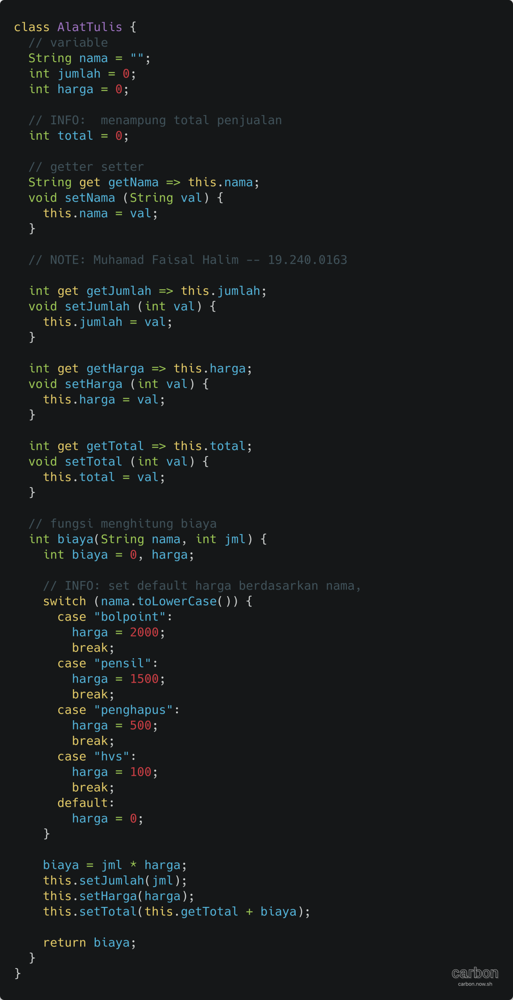 class AlatTulis {
  // variable
  String nama = "";
  int jumlah = 0;
  int harga = 0;

  // INFO:  menampung total penjualan
  int total = 0;

  // getter setter
  String get getNama => this.nama;
  void setNama (String val) {
    this.nama = val;
  }

  // NOTE: Muhamad Faisal Halim -- 19.240.0163

  int get getJumlah => this.jumlah;
  void setJumlah (int val) {
    this.jumlah = val;
  }

  int get getHarga => this.harga;
  void setHarga (int val) {
    this.harga = val;
  }

  int get getTotal => this.total;
  void setTotal (int val) {
    this.total = val;
  }

  // fungsi menghitung biaya
  int biaya(String nama, int jml) {
    int biaya = 0, harga;

    // INFO: set default harga berdasarkan nama,
    switch (nama.toLowerCase()) {
      case "bolpoint":
        harga = 2000;
        break;
      case "pensil":
        harga = 1500;
        break;
      case "penghapus":
        harga = 500;
        break;
      case "hvs":
        harga = 100;
        break;
      default:
        harga = 0;
    }

    biaya = jml * harga;
    this.setJumlah(jml);
    this.setHarga(harga);
    this.setTotal(this.getTotal + biaya);

    return biaya;
  }
}
carbon
carbon.now.sh